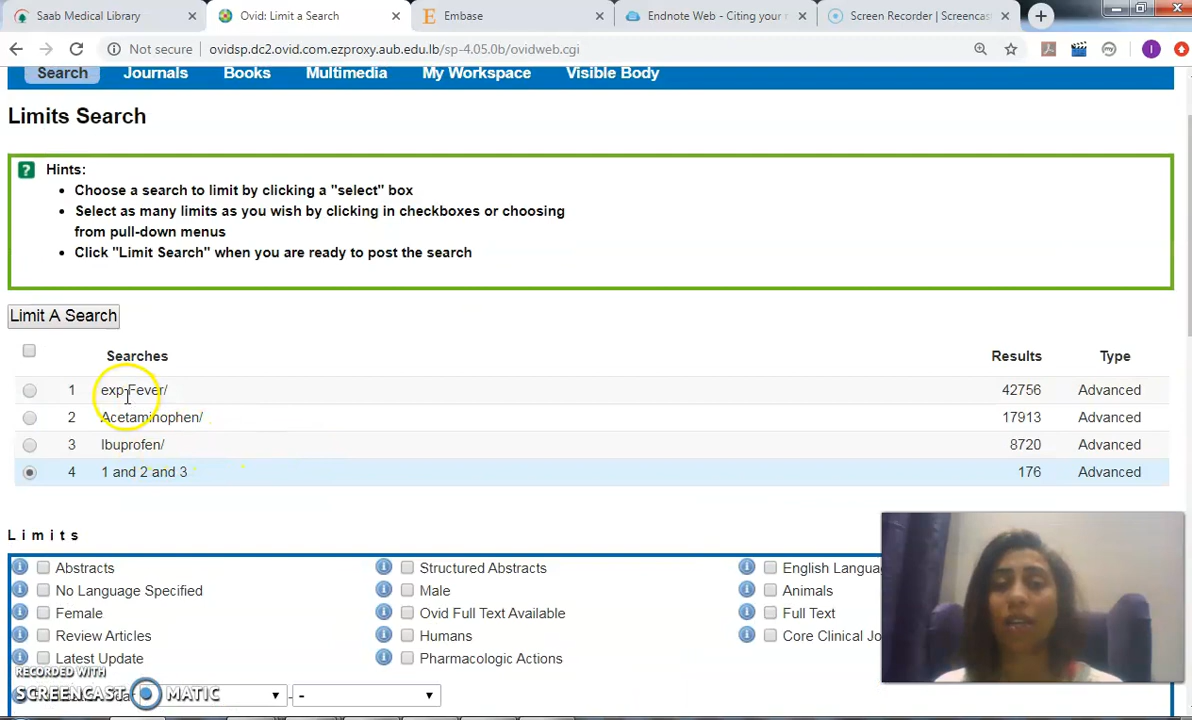 Saab Medical Library
Ovid: Limit a Search
Embase
Endnote Web - Citing your
Screen Recorder | Screencast
Not secure
ovidsp.dc2.ovid.com.ezproxy.aub.edu.lb/sp-4.05.0b/ovidweb.cgi
Search Journals Books Multimedia My Workspace Visible Body
Limits Search
? Hints:
• Choose a search to limit by clicking a "select" box
• Select as many limits as you wish by clicking in checkboxes or choosing
from pull-down menus
• Click "Limit Search" when you are ready to post the search
Limit A Search
Searches Results Type
1 exp Fever/ 42756 Advanced
2 Acetaminophen/ 17913 Advanced
3 Ibuprofen/ 8720 Advanced
4 1 and 2 and 3 176 Advanced
Limits
Abstracts Structured Abstracts English Langua
No Language Specified Male Animals
Female Ovid Full Text Available Full Text
Review Articles Humans Core Clinical Jo
Latest Update Pharmacologic Actions
RECORDED WITH
SCREENCAST-O-MATIC
- -